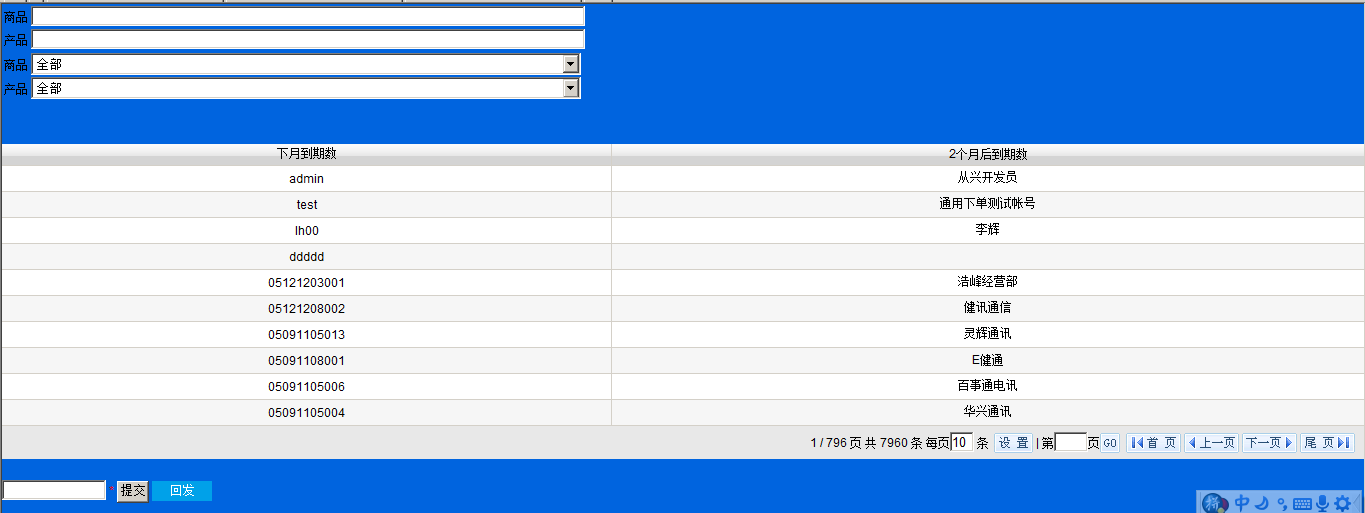 商品
产品
商品 全部
产品 全部
下月到期数 2个月后到期数
admin 从兴开发员
test 通用下单测试帐号
lh00 李辉
ddddd
05121203001 浩峰经营部
05121208002 健讯通信
05091105013 灵辉通讯
05091108001 E健通
05091105006 百事通电讯
05091105004 华兴通讯
1 / 796 页 共 7960 条 每页 10 条 设 置 | 第 页 GO 首 页 上一页 下一页 尾 页
提交 回发
中